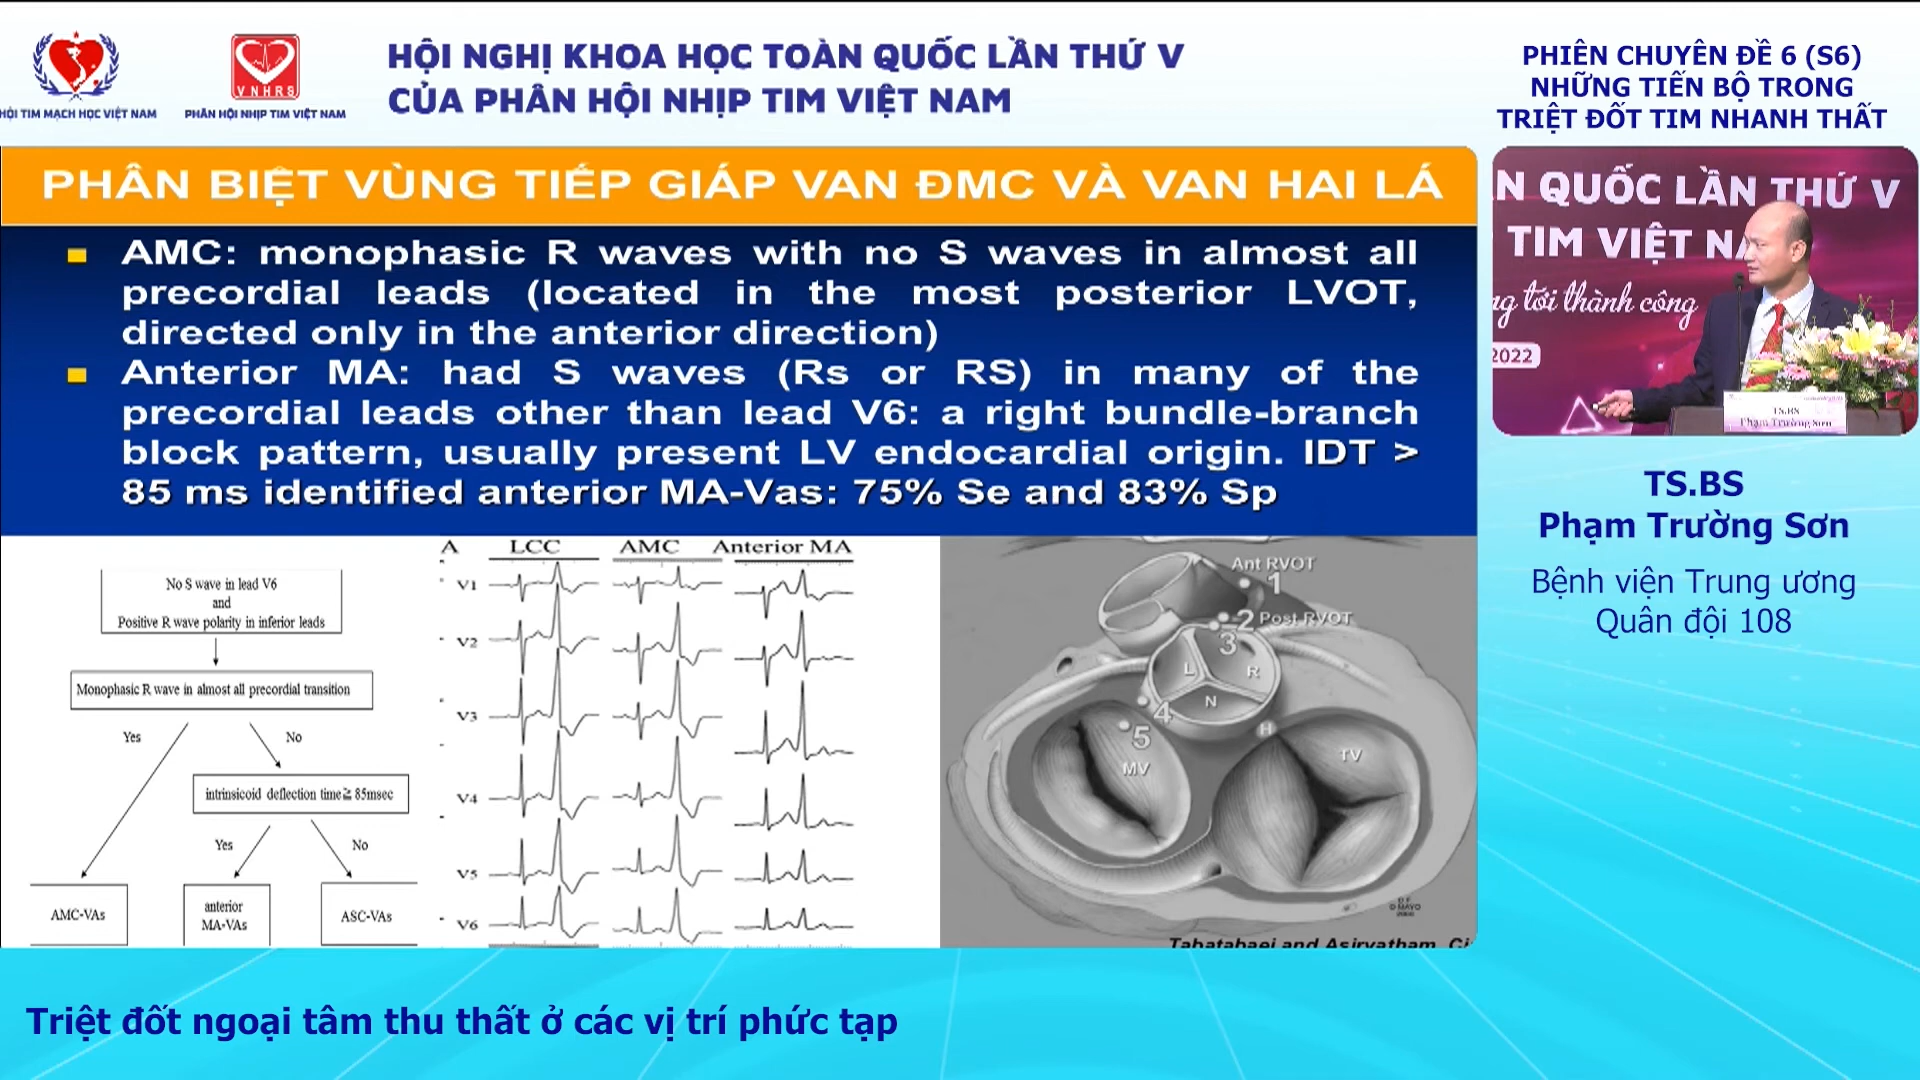 HỘI TIM MẠCH HỌC VIỆT NAM
VNHRS
PHÂN HỘI NHỊP TIM VIỆT NAM
HỘI NGHỊ KHOA HỌC TOÀN QUỐC LẦN THỨ V
CỦA PHÂN HỘI NHỊP TIM VIỆT NAM
PHIÊN CHUYÊN ĐỀ 6 (S6)
NHỮNG TIẾN BỘ TRONG
TRIỆT ĐỐT TIM NHANH THẤT
PHÂN BIỆT VÙNG TIẾP GIÁP VAN ĐMC VÀ VAN HAI LÁ
AMC: monophasic R waves with no S waves in almost all
precordial leads (located in the most posterior LVOT,
directed only in the anterior direction)
Anterior MA: had S waves (Rs or RS) in many of the
precordial leads other than lead V6: a right bundle-branch
block pattern, usually present LV endocardial origin. IDT >
85 ms identified anterior MA-Vas: 75% Se and 83% Sp
No S wave in lead V6
and
Positive R wave polarity in inferior leads
Monophasic R wave in almost all precordial transition
Yes
No
intrinsicoid deflection time≧85msec
Yes
No
AMC-VAs
anterior
MA-VAs
ASC-VAs
A LCC AMC Anterior MA
V1
V2
V3
V4
V5
V6
Ant RVOT
1
2 Post RVOT
3
L
R
N
4
5
H
MV
TV
Tabatabaei and Asirvatham, Ci
N QUỐC LẦN THỨ V
TIM VIỆT NA
ng tới thành công
2022
TS.BS
Phạm Trường Sơn
TS.BS
Phạm Trường Sơn
Bệnh viện Trung ương
Quân đội 108
Triệt đốt ngoại tâm thu thất ở các vị trí phức tạp